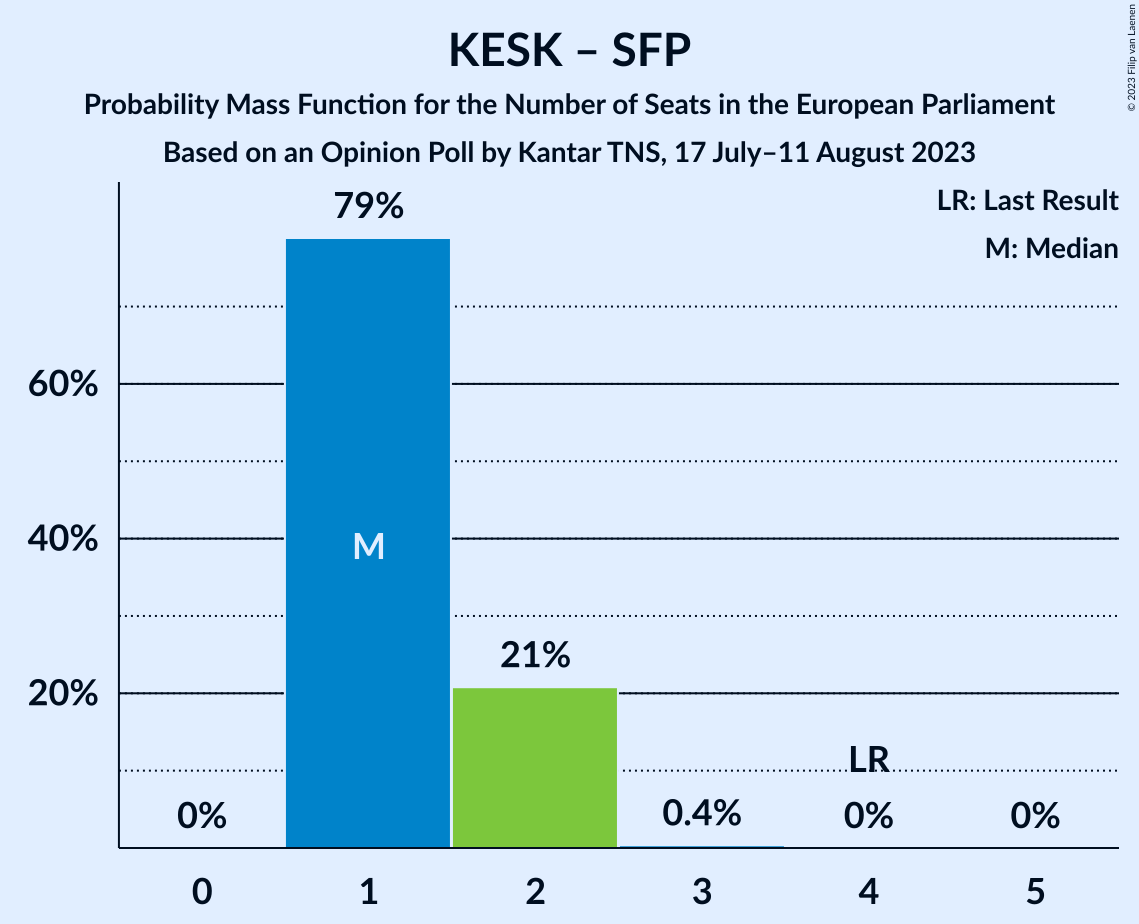 KESK – SFP
Probability Mass Function for the Number of Seats in the European Parliament
Based on an Opinion Poll by Kantar TNS, 17 July–11 August 2023
© 2023 Filip van Laenen
LR: Last Result
M: Median
79%
60%
40%
M
21%
20%
LR
0%
0.4%
0%
0%
0
1
2
3
4
5